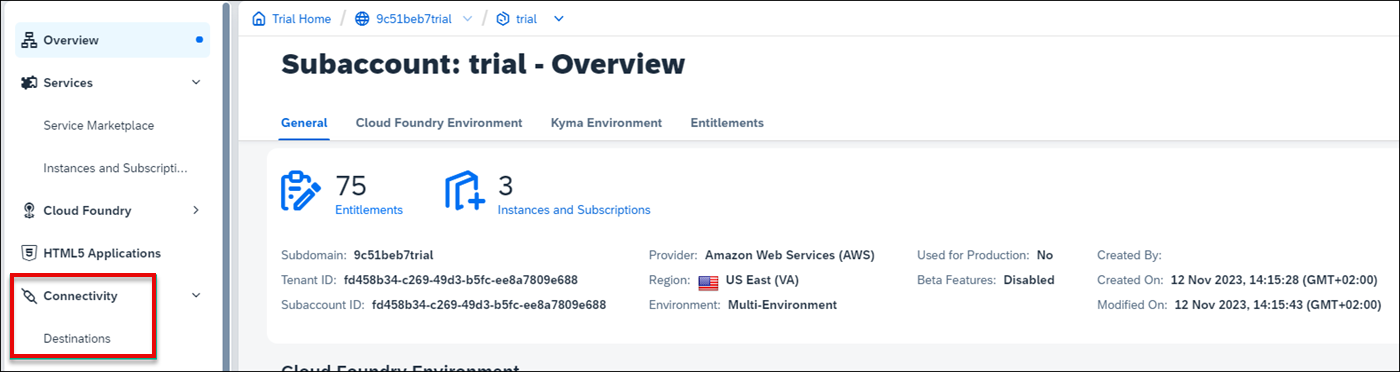 Overview
Services
Service Marketplace
Instances and Subscripti...
Cloud Foundry
HTML5 Applications
Connectivity
Destinations
Trial Home / 9c51beb7trial / trial
Subaccount: trial - Overview
General Cloud Foundry Environment Kyma Environment Entitlements
75 Entitlements
3 Instances and Subscriptions
Subdomain: 9c51beb7trial
Tenant ID: fd458b34-c269-49d3-b5fc-ee8a7809e688
Subaccount ID: fd458b34-c269-49d3-b5fc-ee8a7809e688
Provider: Amazon Web Services (AWS)
Region: US East (VA)
Environment: Multi-Environment
Used for Production: No
Beta Features: Disabled
Created By:
Created On: 12 Nov 2023, 14:15:28 (GMT+02:00)
Modified On: 12 Nov 2023, 14:15:43 (GMT+02:00)
Cloud Foundry Environment